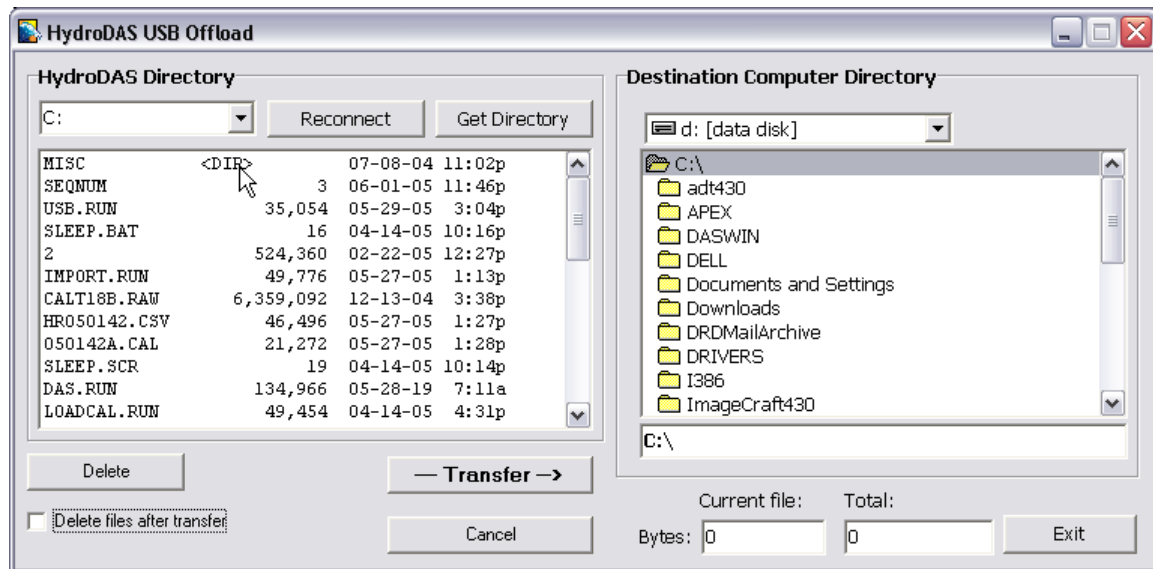 HydroDAS USB Offload
HydroDAS Directory
C:
Reconnect
Get Directory
MISC <DIR> 07-08-04 11:02p
SEQNUM 3 06-01-05 11:46p
USB.RUN 35,054 05-29-05 3:04p
SLEEP.BAT 16 04-14-05 10:16p
2 524,360 02-22-05 12:27p
IMPORT.RUN 49,776 05-27-05 1:13p
CALT18B.RAW 6,359,092 12-13-04 3:38p
HR050142.CSV 46,496 05-27-05 1:27p
050142A.CAL 21,272 05-27-05 1:28p
SLEEP.SCR 19 04-14-05 10:14p
DAS.RUN 134,966 05-28-19 7:11a
LOADCAL.RUN 49,454 04-14-05 4:31p
Delete
— Transfer —>
Delete files after transfer
Cancel
Destination Computer Directory
d: [data disk]
C:\
adt430
APEX
DASWIN
DELL
Documents and Settings
Downloads
DRDMailArchive
DRIVERS
I386
ImageCraft430
C:\
Current file: Total:
Bytes: 0 0
Exit